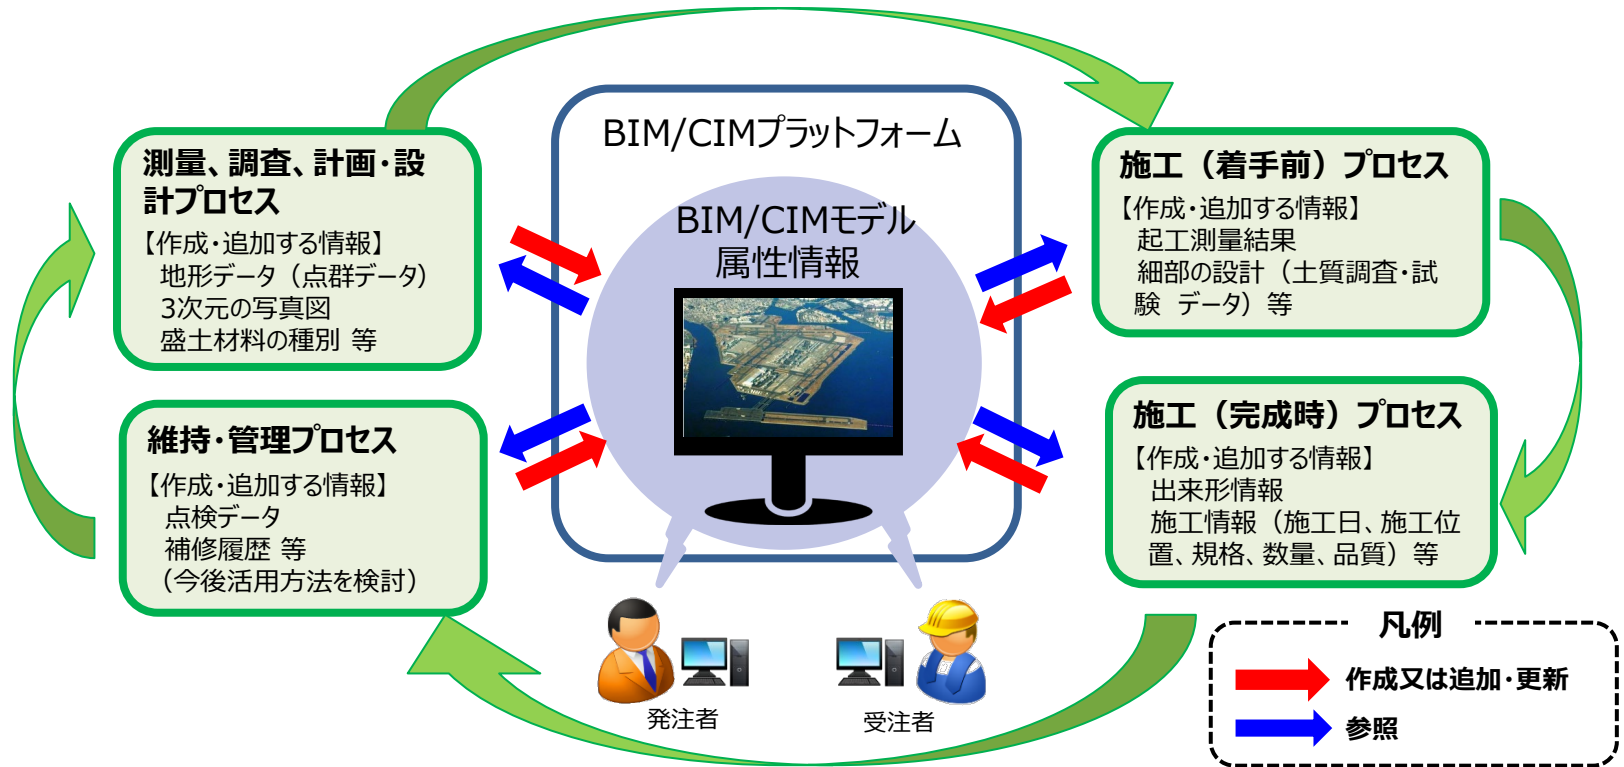 BIM/CIMプラットフォーム
BIM/CIMモデル
属性情報
測量、調査、計画・設
計プロセス
【作成・追加する情報】
地形データ（点群データ）
3次元の写真図
盛土材料の種別 等
施工（着手前）プロセス
【作成・追加する情報】
起工測量結果
細部の設計（土質調査・試
験 データ）等
維持・管理プロセス
【作成・追加する情報】
点検データ
補修履歴 等
（今後活用方法を検討）
施工（完成時）プロセス
【作成・追加する情報】
出来形情報
施工情報（施工日、施工位
置、規格、数量、品質）等
発注者
受注者
凡例
作成又は追加・更新
参照